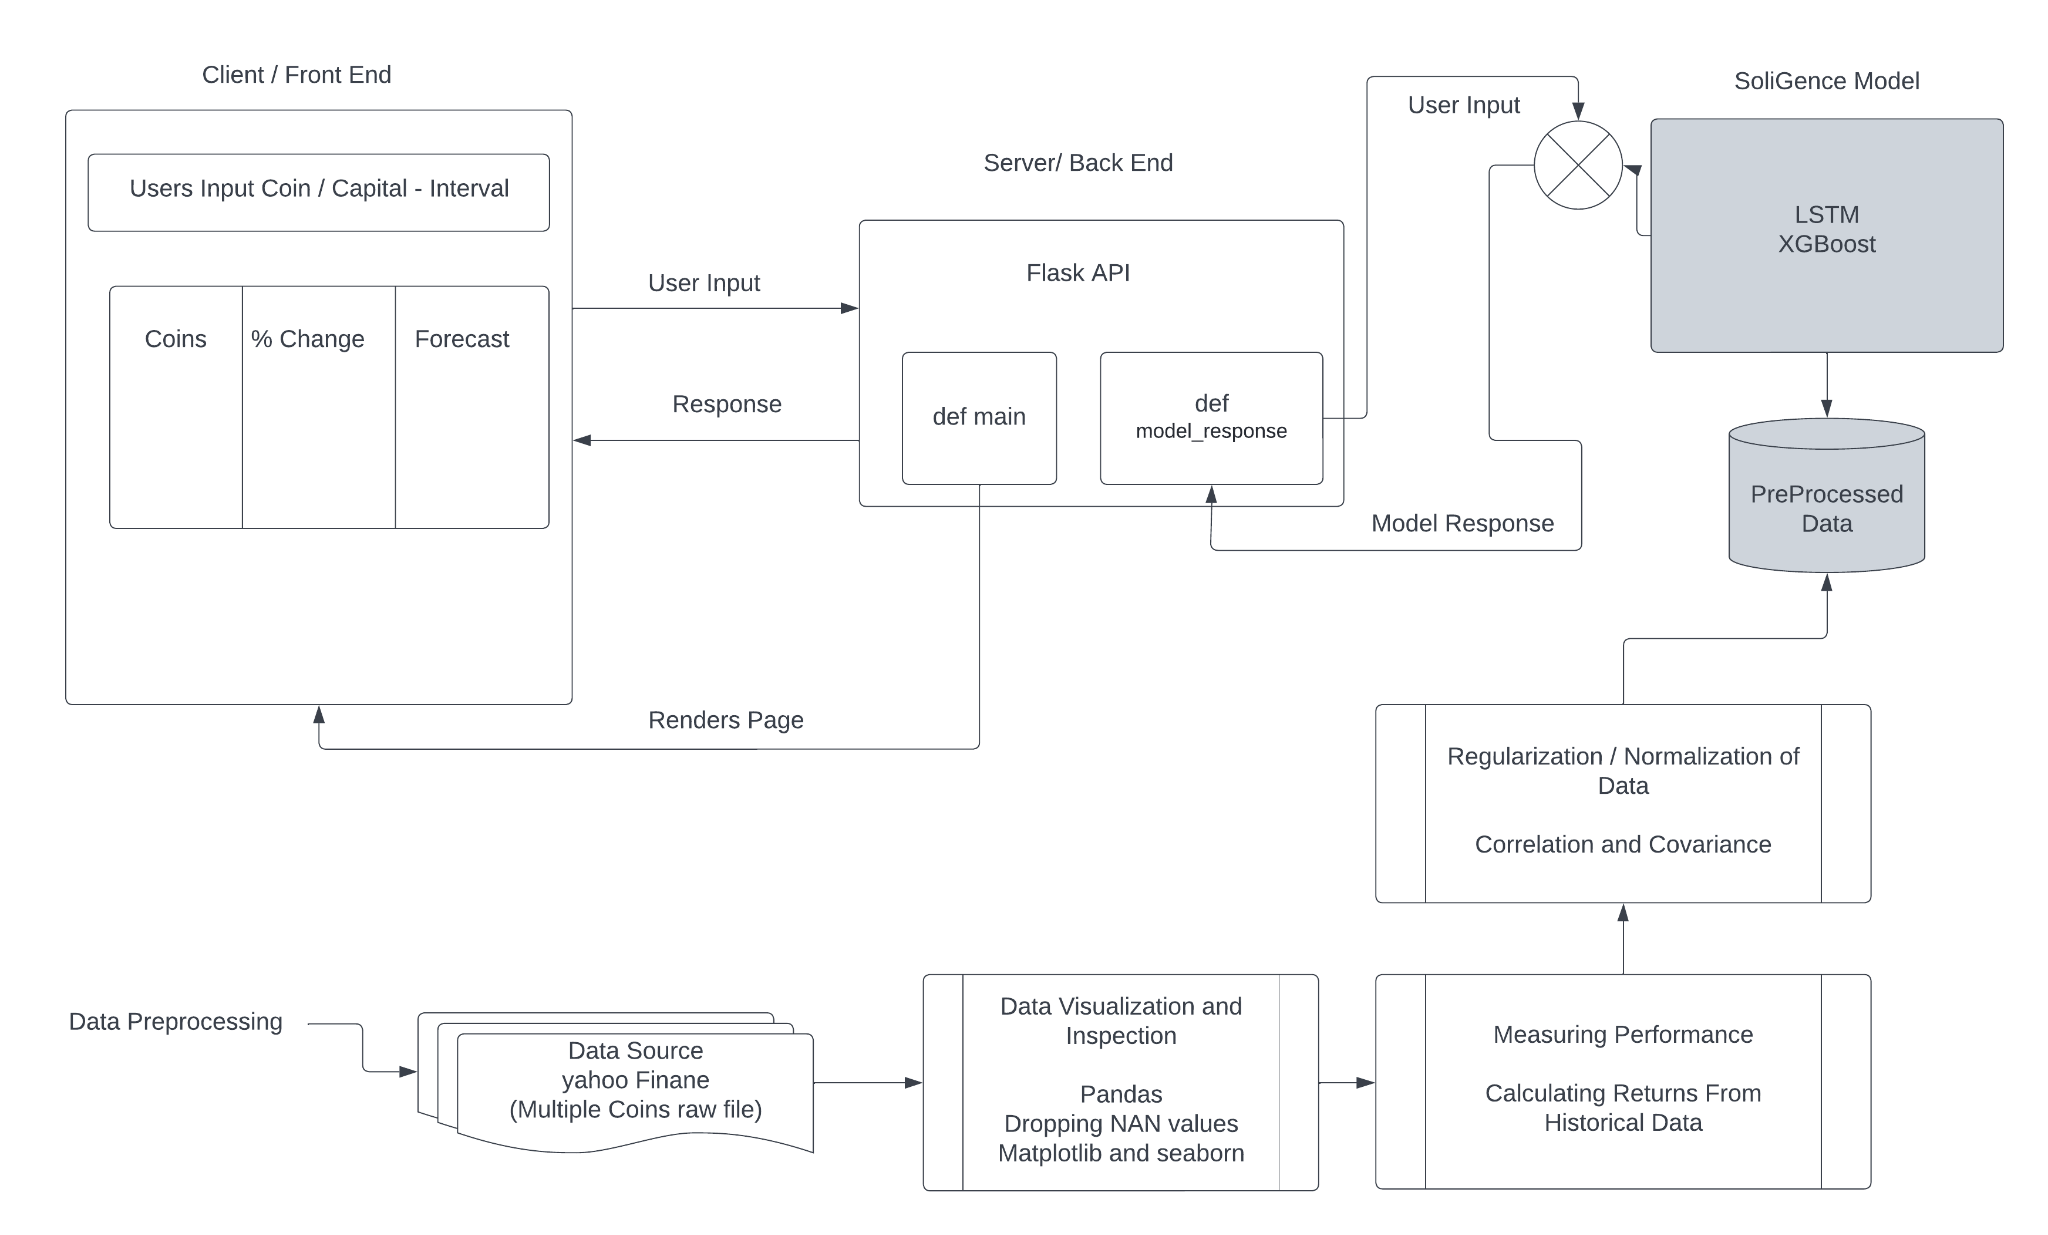 Client / Front End
Users Input Coin / Capital - Interval
Coins
% Change
Forecast
User Input
Response
Renders Page
Server/ Back End
Flask API
def main
def
model_response
User Input
Model Response
SoliGence Model
LSTM
XGBoost
PreProcessed
Data
Regularization / Normalization of
Data
Correlation and Covariance
Data Preprocessing
Data Source
yahoo Finane
(Multiple Coins raw file)
Data Visualization and
Inspection
Pandas
Dropping NAN values
Matplotlib and seaborn
Measuring Performance
Calculating Returns From
Historical Data